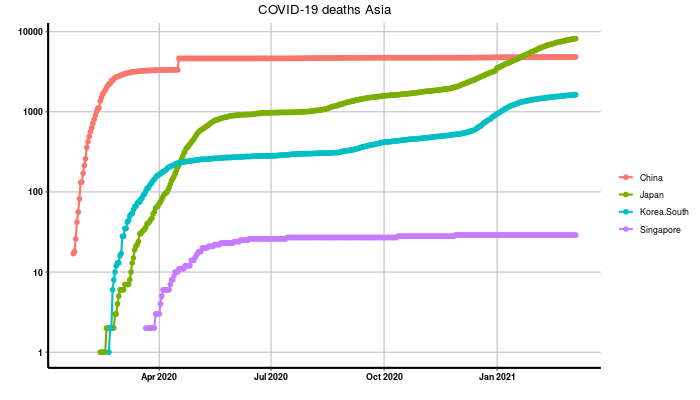 COVID-19 deaths Asia
10000
1000
100
10
1
Apr 2020
Jul 2020
Oct 2020
Jan 2021
China
Japan
Korea.South
Singapore